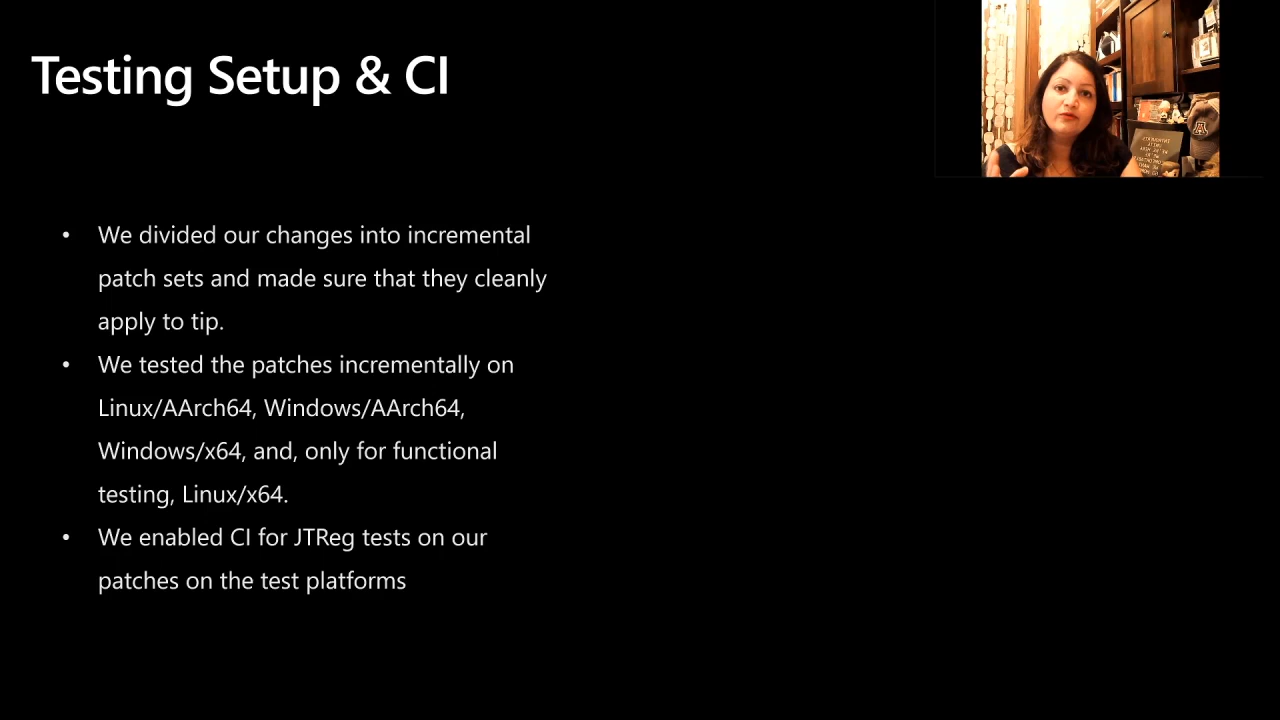 Testing Setup & CI
• We divided our changes into incremental
patch sets and made sure that they cleanly
apply to tip.
• We tested the patches incrementally on
Linux/AArch64, Windows/AArch64,
Windows/x64, and, only for functional
testing, Linux/x64.
• We enabled CI for JTReg tests on our
patches on the test platforms
A